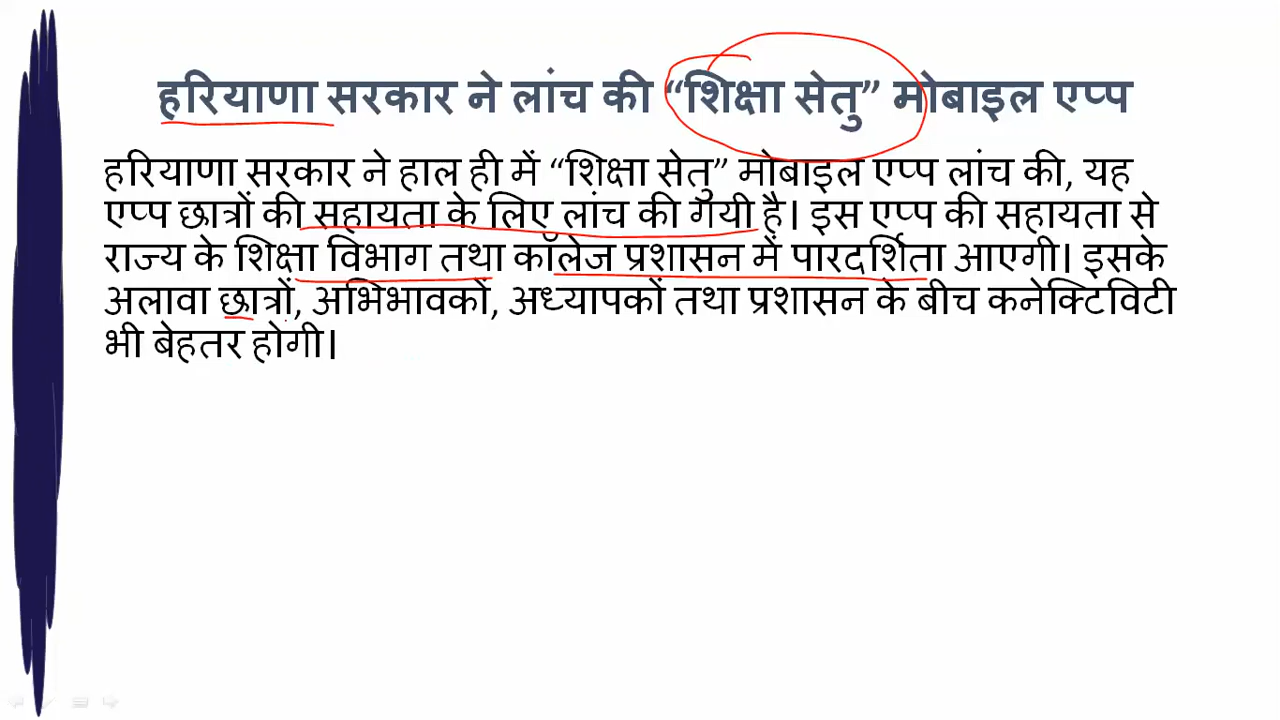 हरियाणा सरकार ने लांच की “शिक्षा सेतु” मोबाइल एप्प
हरियाणा सरकार ने हाल ही में “शिक्षा सेतु” मोबाइल एप्प लांच की, यह
एप्प छात्रों की सहायता के लिए लांच की गयी है। इस एप्प की सहायता से
राज्य के शिक्षा विभाग तथा कॉलेज प्रशासन में पारदर्शिता आएगी। इसके
अलावा छात्रों, अभिभावकों, अध्यापकों तथा प्रशासन के बीच कनेक्टिविटी
भी बेहतर होगी।